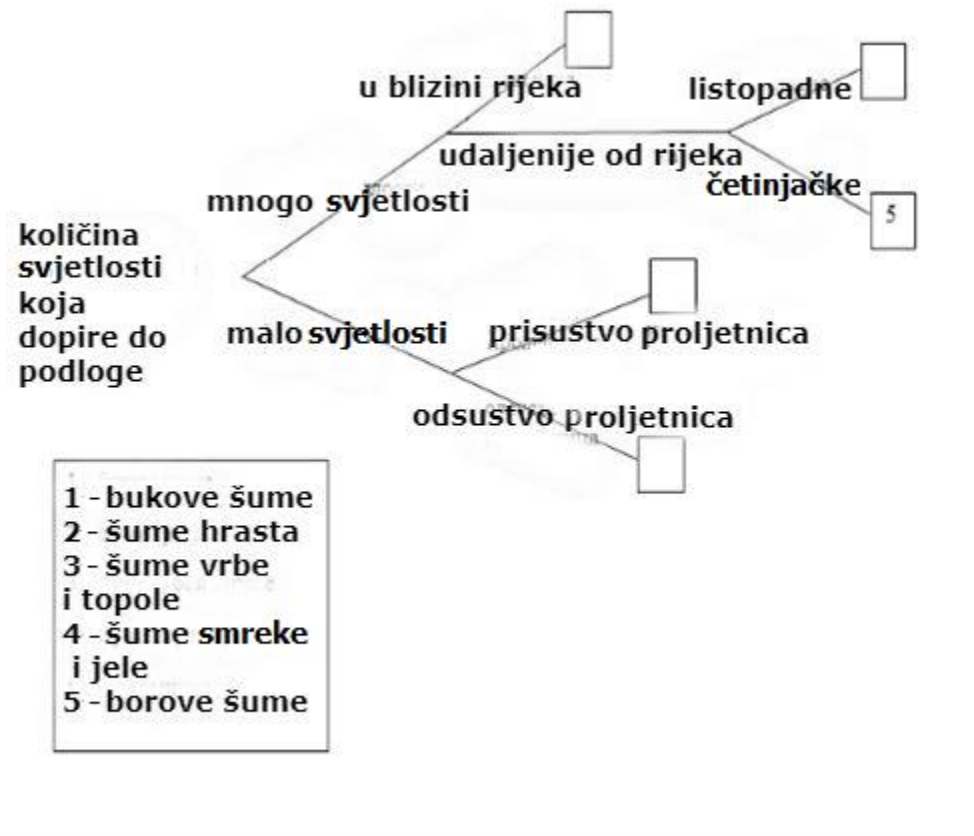 u blizini rijeka
listopadne
udaljenije od rijeka
četinjačke
5
mnogo svjetlosti
količina
svjetlosti
koja
dopire do
podloge
malo svjetlosti
prisustvo proljetnica
odsustvo proljetnica
1 - bukove šume
2 - šume hrasta
3 - šume vrbe
i topole
4 - šume smreke
i jele
5 - borove šume